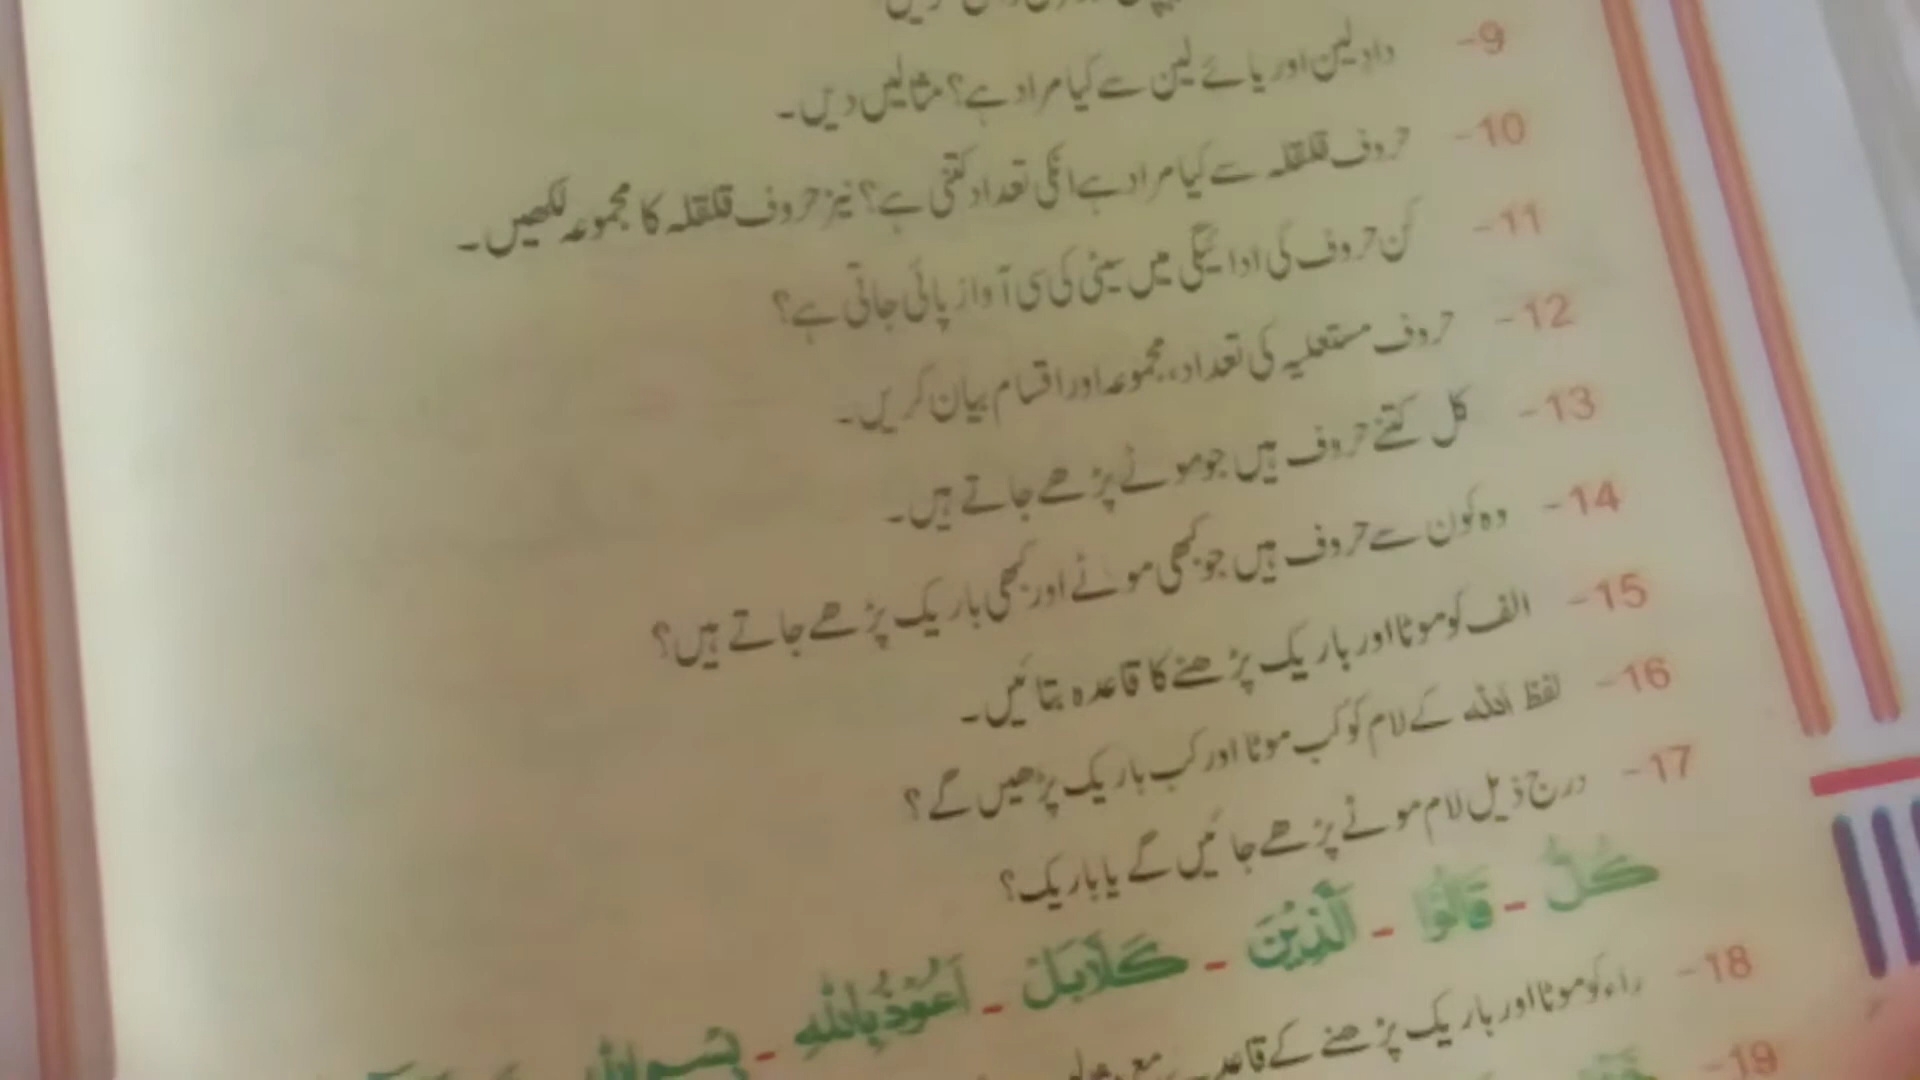 9- واؤ لین اور یائے لین سے کیا مراد ہے؟ مثالیں دیں۔
10- حروف قلقلہ سے کیا مراد ہے انکی تعداد کتنی ہے؟ نیز حروف قلقلہ کا مجموعہ لکھیں۔
11- کن حروف کی ادائیگی میں سیٹی کی سی آواز پائی جاتی ہے؟
12- حروف مستعلیہ کی تعداد، مجموعہ اور اقسام بیان کریں۔
13- کل کتنے حروف ہیں جو موٹے پڑھے جاتے ہیں۔
14- وہ کون سے حروف ہیں جو کبھی موٹے اور کبھی باریک پڑھے جاتے ہیں؟
15- الف کو موٹا اور باریک پڑھنے کا قاعدہ بتائیں۔
16- لفظ اللہ کے لام کو کب موٹا اور کب باریک پڑھیں گے؟
17- درج ذیل لام موٹے پڑھے جائیں گے یا باریک؟
كُلٌّ - قَالُوْا - الَّذِيْنَ - كَلَّا بَلْ - اَعُوْذُ بِاللّٰهِ - بِسْمِ اللّٰهِ
18- راء کو موٹا اور باریک پڑھنے کے قاعدے مع
19-